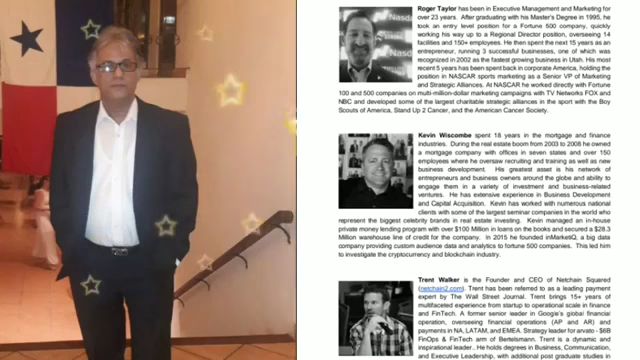 Roger Taylor has been in Executive Management and Marketing for
over 23 years. After graduating with his Master's Degree in 1995, he
took an entry level position for a Fortune 500 company, quickly
working his way up to a Regional Director position, overseeing 14
facilities and 150+ employees. He then spent the next 15 years as an
entrepreneur, running 3 successful businesses, one of which was
recognized in 2002 as the fastest growing business in Utah. His most
recent 5 years has been spent back in corporate America, holding the
position in NASCAR sports marketing as a Senior VP of Marketing
and Strategic Alliances. At NASCAR he worked directly with Fortune
100 and 500 companies on multi-million-dollar marketing campaigns with TV Networks FOX and
NBC and developed some of the largest charitable strategic alliances in the sport with the Boy
Scouts of America, Stand Up 2 Cancer, and the American Cancer Society.
Kevin Wiscombe spent 18 years in the mortgage and finance
industries. During the real estate boom from 2003 to 2008 he owned
a mortgage company with offices in seven states and over 150
employees where he oversaw recruiting and training as well as new
business development. His greatest asset is his network of
entrepreneurs and business owners around the globe and ability to
engage them in a variety of investment and business-related
ventures. He has extensive experience in Business Development
and Capital Acquisition. Kevin has worked with numerous national
clients with some of the largest seminar companies in the world who
represent the biggest celebrity brands in real estate investing. Kevin managed an in-house
private money lending program with over $100 Million in loans on the books and secured a $28.3
Million warehouse line of credit for the company. In 2015 he founded inMarketIQ, a big data
company providing custom audience data and analytics to fortune 500 companies. This led him
to investigate the cryptocurrency and blockchain industry.
Trent Walker is the Founder and CEO of Netchain Squared
(netchain2.com). Trent has been referred to as a leading payment
expert by The Wall Street Journal. Trent brings 15+ years of
multifaceted experience from startup to operational scale in finance
and FinTech. A former senior leader in Google's global financial
operation, overseeing financial operations (AP and AR) and
payments in NA, LATAM, and EMEA. Strategy leader for arvato - $6B
FinOps & FinTech arm of Bertelsmann. Trent is a dynamic and
inspirational leader.. He holds degrees in Business, Communication,
and Executive Leadership, with additional post graduate studies in